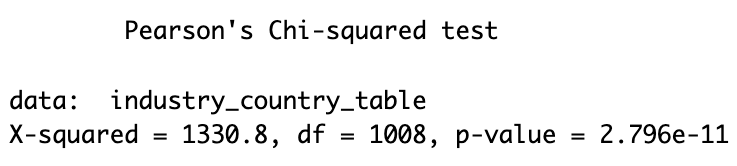 Pearson's Chi-squared test
data:  industry_country_table
X-squared = 1330.8, df = 1008, p-value = 2.796e-11